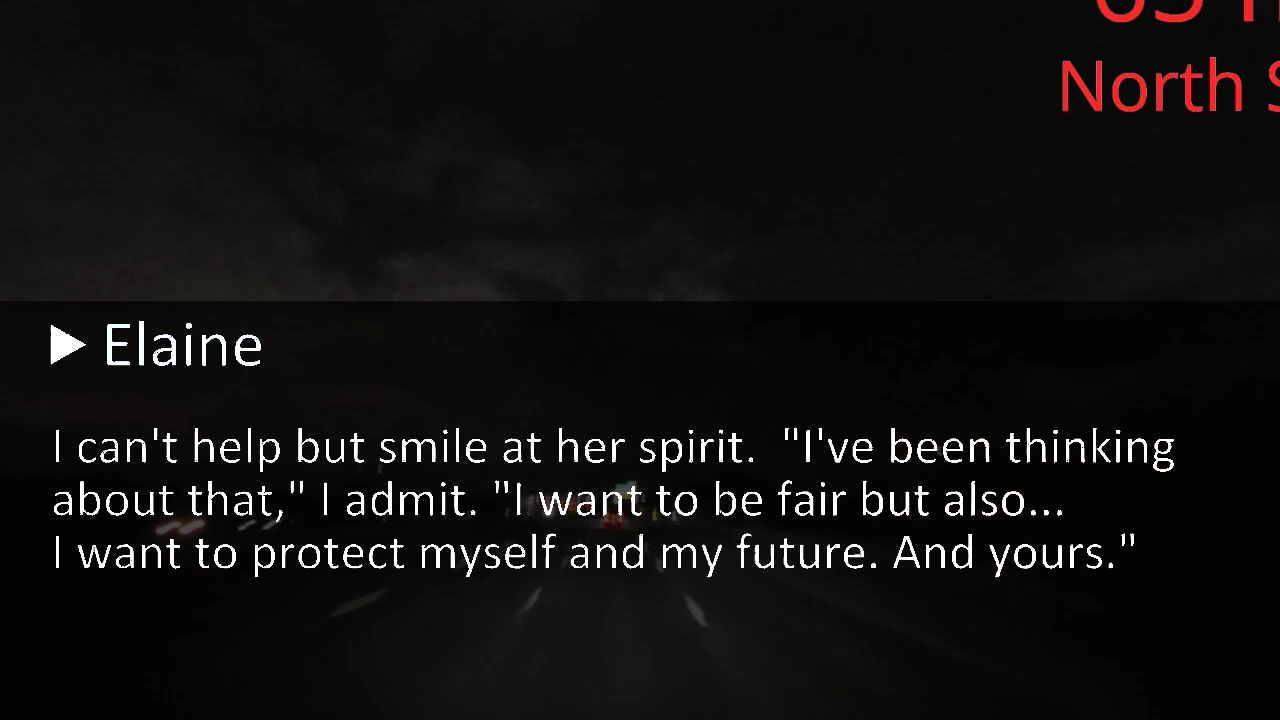 North
Elaine
I can't help but smile at her spirit.  "I've been thinking
about that," I admit. "I want to be fair but also...
I want to protect myself and my future. And yours."